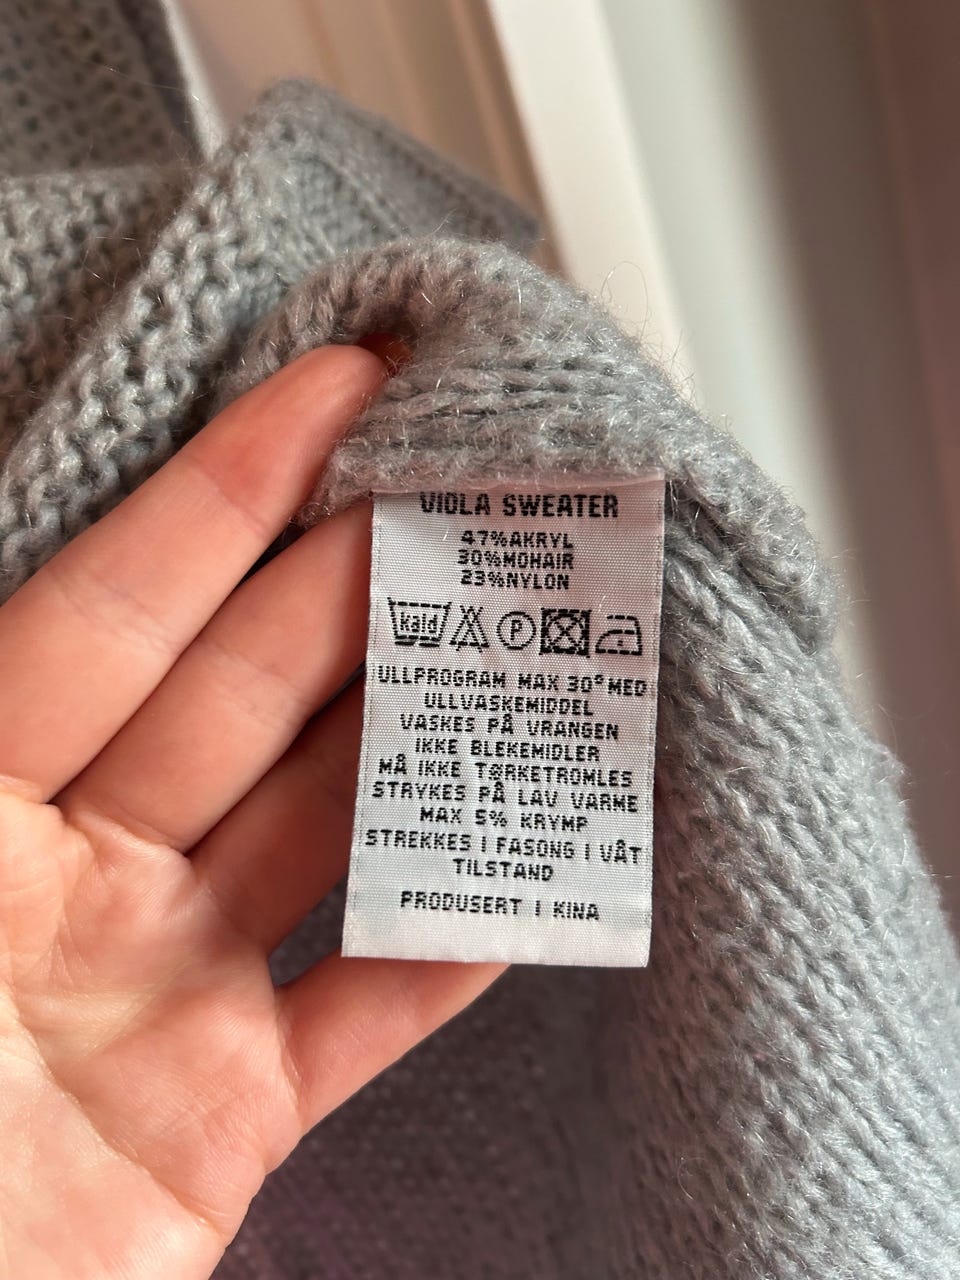 VIOLA SWEATER
47%AKRYL
30%MOHAIR
23%NYLON
kald P
ULLPROGRAM MAX 30° MED
ULLVASKEMIDDEL
VASKES PÅ VRANGEN
IKKE BLEKEMIDLER
MÅ IKKE TØRKETROMLES
STRYKES PÅ LAV VARME
MAX 5% KRYMP
STREKKES I FASONG I VÅT
TILSTAND
PRODUSERT I KINA